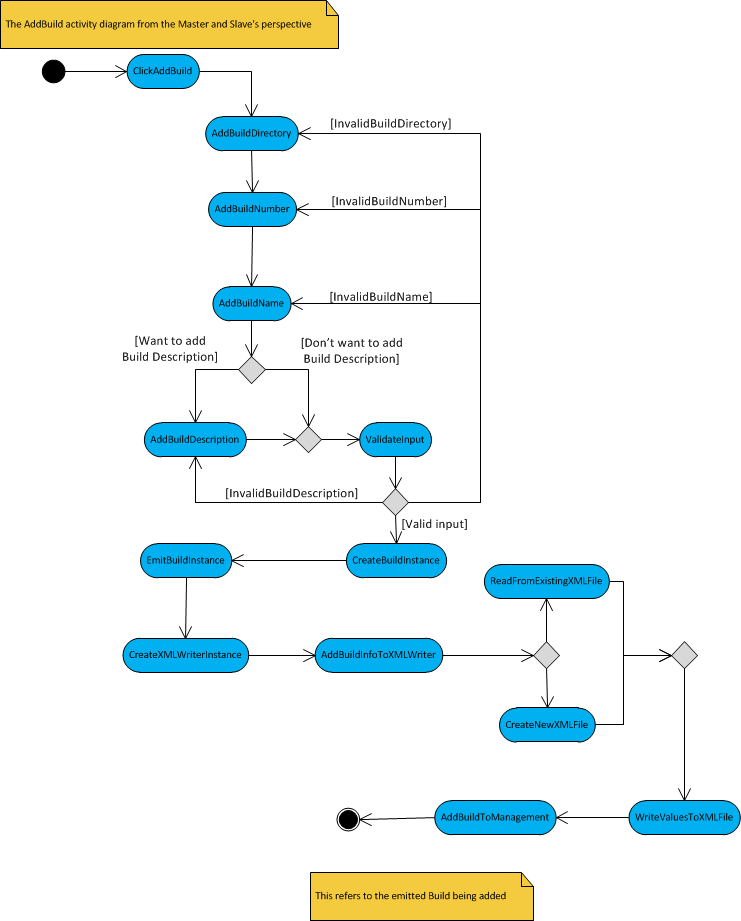 The AddBuild activity diagram from the Master and Slave's perspective
ClickAddBuild
[InvalidBuildDirectory]
AddBuildDirectory
[InvalidBuildNumber]
AddBuildNumber
[InvalidBuildName]
AddBuildName
[Want to add
Build Description]
[Don't want to add
Build Description]
AddBuildDescription
ValidateInput
[InvalidBuildDescription]
[Valid input]
EmitBuildInstance
CreateBuildInstance
ReadFromExistingXMLFile
CreateXMLWriterInstance
AddBuildInfoToXMLWriter
CreateNewXMLFile
AddBuildToManagement
WriteValuesToXMLFile
This refers to the emitted Build being added